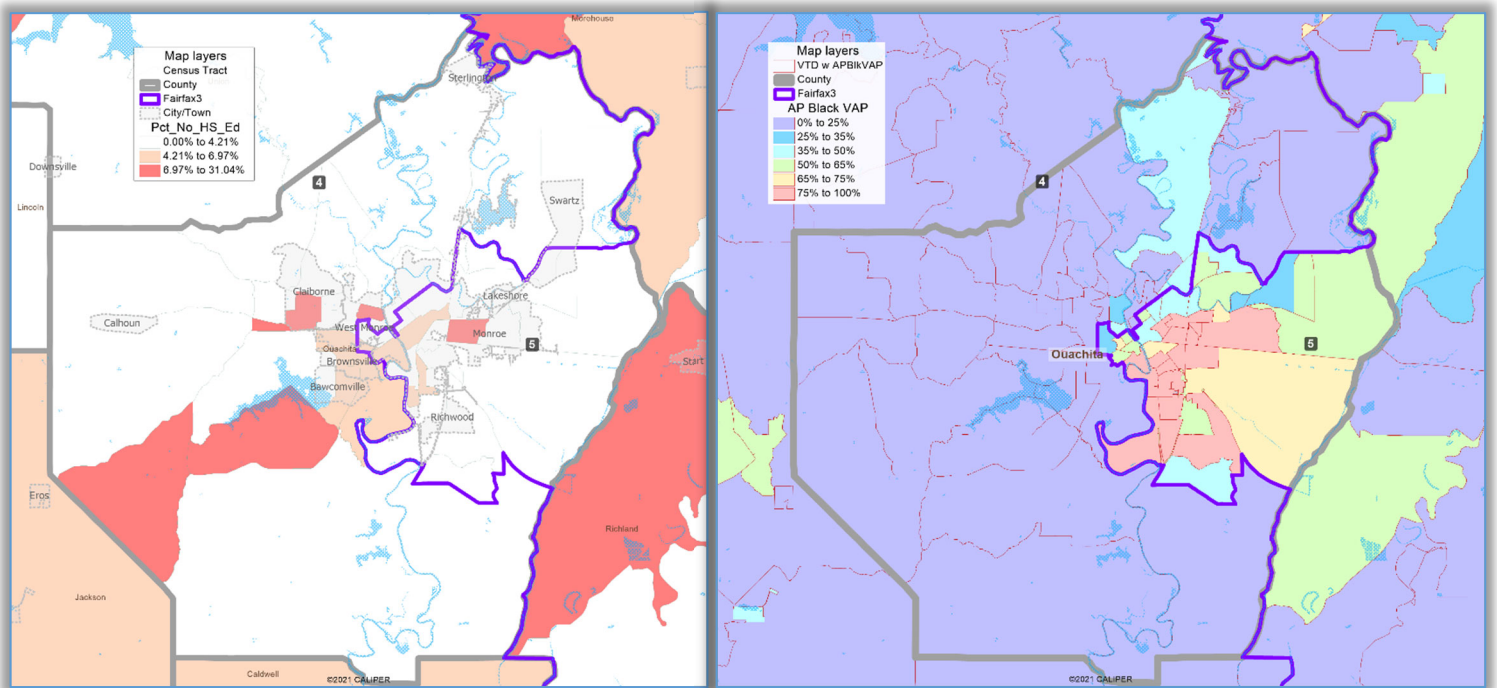 Morehouse
Map layers
Census Tract
County
Fairfax3
City/Town
Pct_No_HS_Ed
0.00% to 4.21%
4.21% to 6.97%
6.97% to 31.04%
Sterlington
Downsville
4
Lincoln
Swartz
Claiborne
Lakeshore
Calhoun
West Monroe
Monroe
5
Ouachita
Brownsville
Start
Bawcomville
Richwood
Eros
Richland
Jackson
Caldwell
©2021 CALIPER
Map layers
VTD w APBlkVAP
County
Fairfax3
AP Black VAP
0% to 25%
25% to 35%
35% to 50%
50% to 65%
65% to 75%
75% to 100%
4
5
Ouachita
©2021 CALIPER